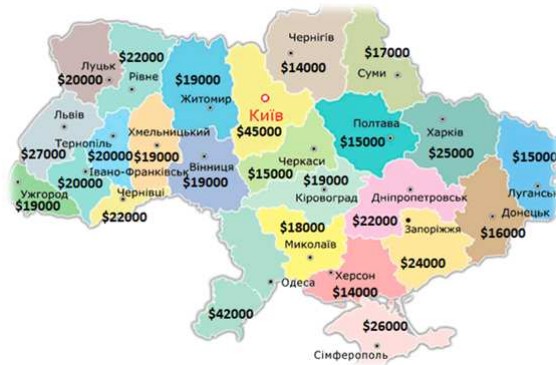 Чернігів
$14000
$17000
Суми
Луцьк
$20000
$22000
Рівне
$19000
Житомир
Київ
$45000
Львів
$27000
Тернопіль
$20000
Хмельницький
$19000
Вінниця
$19000
Черкаси
$15000
Полтава
$15000
Харків
$25000
$15000
Луганськ
Івано-Франківськ
$20000
Ужгород
$19000
Чернівці
$22000
$19000
Кіровоград
Дніпропетровськ
$22000
Донецьк
$16000
Запоріжжя
$24000
$18000
Миколаїв
Одеса
$42000
Херсон
$14000
$26000
Сімферополь